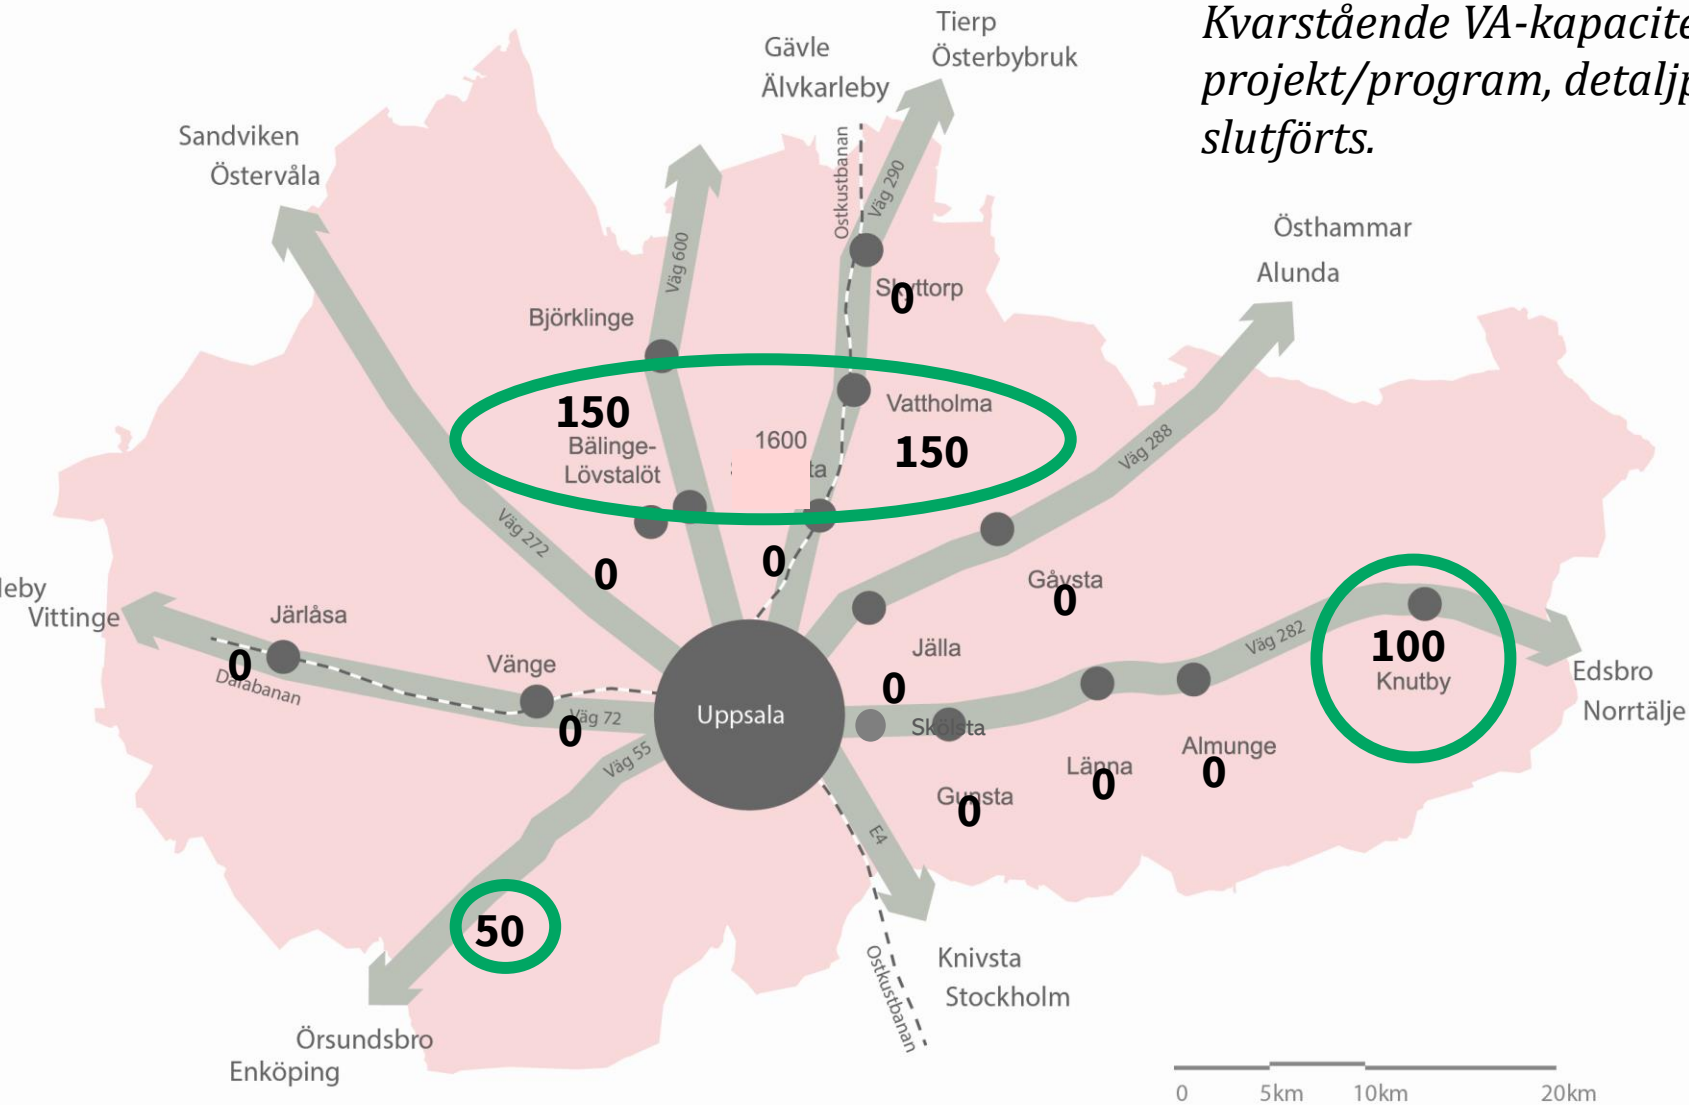 Kvarstående VA-kapacite
projekt/program, detaljp
slutförts.
Tierp
Österbybruk
Gävle
Älvkarleby
Sandviken
Östervåla
Ostkustbanan
Väg 290
Väg 600
Östhammar
Alunda
Skyttorp
0
Björklinge
150
Bälinge-
Lövstalöt
1600
ta
Vattholma
150
Väg 288
Väg 272
0
0
Gåvsta
0
leby
Vittinge
Järlåsa
0
Dalabanan
Vänge
Väg 72
0
Väg 55
Uppsala
Jälla
0
Skölsta
Gunsta
0
Länna
0
Almunge
0
Väg 282
100
Knutby
Edsbro
Norrtälje
E4
50
Knivsta
Stockholm
Ostkustbanan
Örsundsbro
Enköping
0 5km 10km 20km